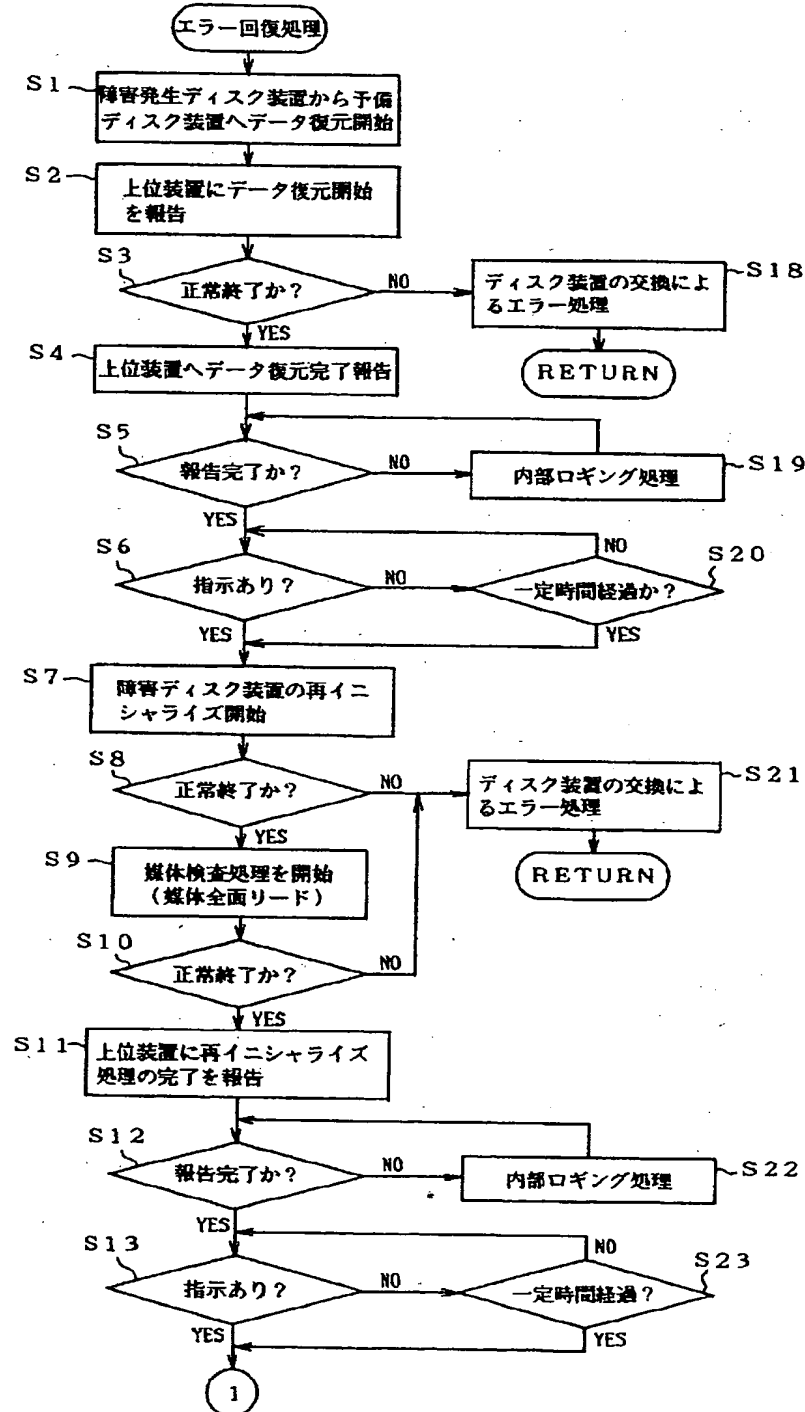 エラー回復処理
S1
障害発生ディスク装置から予備
ディスク装置へデータ復元開始
S2
上位装置にデータ復元開始
を報告
S3
正常終了か?
NO
ディスク装置の交換によ
るエラー処理
S18
YES
RETURN
S4
上位装置へデータ復元完了報告
S5
報告完了か?
NO
内部ロギング処理
S19
YES
S6
指示あり?
NO
NO
一定時間経過か?
S20
YES
YES
S7
障害ディスク装置の再イニ
シャライズ開始
S8
正常終了か?
NO
ディスク装置の交換によ
るエラー処理
S21
YES
RETURN
S9
媒体検査処理を開始
(媒体全面リード)
S10
正常終了か?
NO
YES
S11
上位装置に再イニシャライズ
処理の完了を報告
S12
報告完了か?
NO
内部ロギング処理
S22
YES
S13
指示あり?
NO
NO
一定時間経過?
S23
YES
YES
1